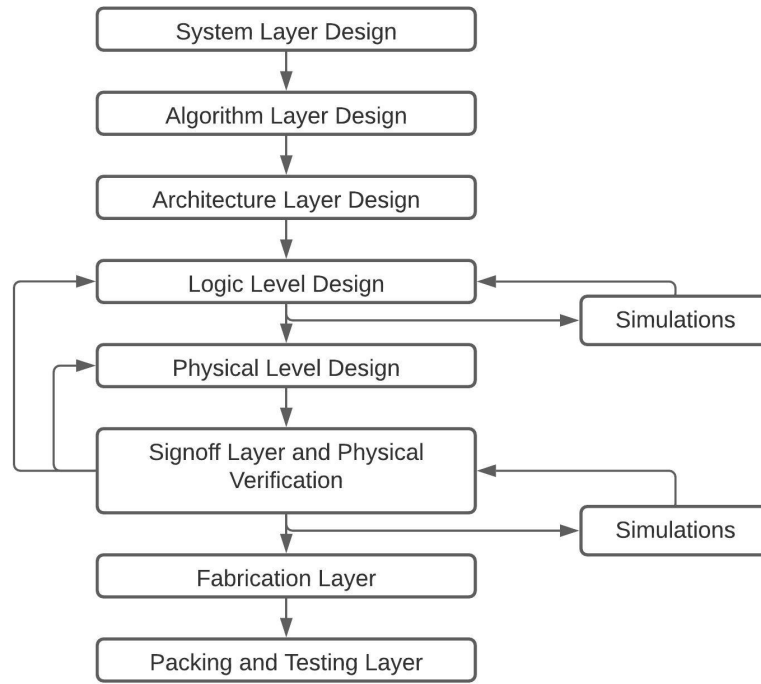 System Layer Design
Algorithm Layer Design
Architecture Layer Design
Logic Level Design
Simulations
Physical Level Design
Signoff Layer and Physical
Verification
Simulations
Fabrication Layer
Packing and Testing Layer